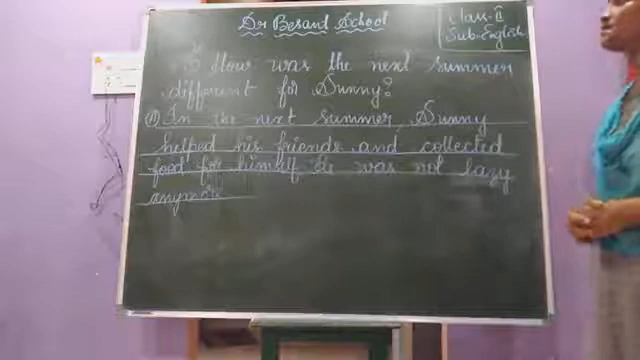 Dr Besant School
Class-II
Sub-English
How was the next summer
different for Sunny?
In the next summer, Sunny
helped his friends and collected
food for himself. He was not lazy
anymore